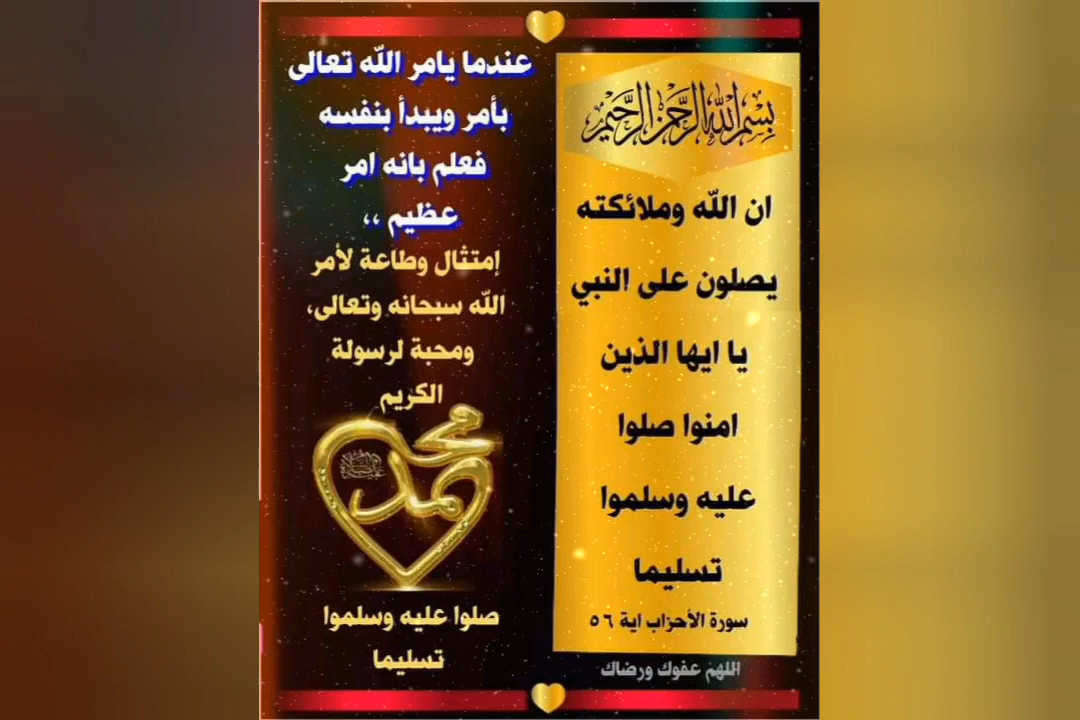 بسم الله الرحمن الرحيم
ان الله وملائكته
يصلون على النبي
يا ايها الذين
امنوا صلوا
عليه وسلموا
تسليما
سورة الأحزاب اية ٥٦
اللهم عفوك ورضاك
عندما يامر الله تعالى
بأمر ويبدأ بنفسه
فعلم بانه امر
عظيم ،،
إمتثال وطاعة لأمر
الله سبحانه وتعالى،
ومحبة لرسولة
الكريم
محمد
صلوا عليه وسلموا
تسليما